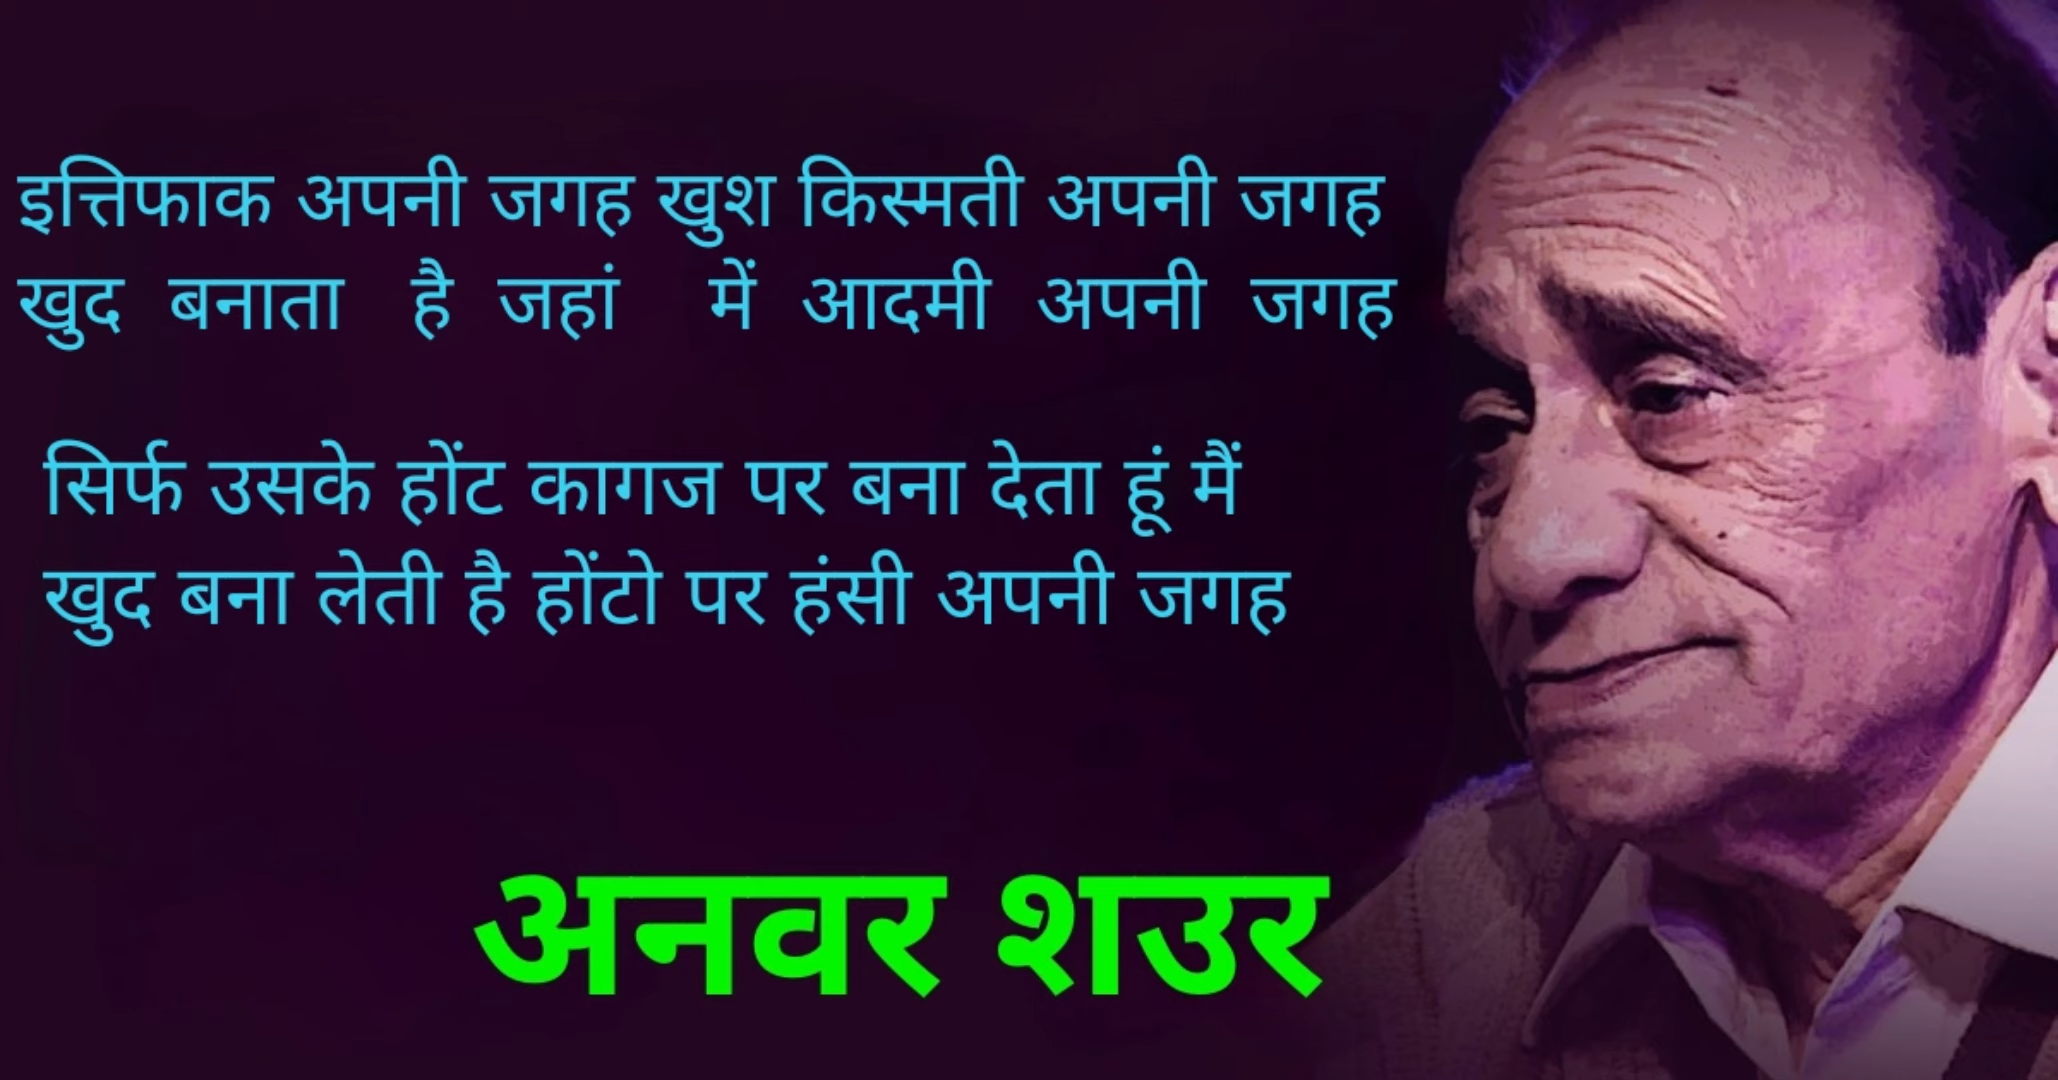 इत्तिफाक अपनी जगह खुश किस्मती अपनी जगह
खुद बनाता है जहां में आदमी अपनी जगह
सिर्फ उसके होंट कागज पर बना देता हूं मैं
खुद बना लेती है होंटो पर हंसी अपनी जगह
अनवर शउर